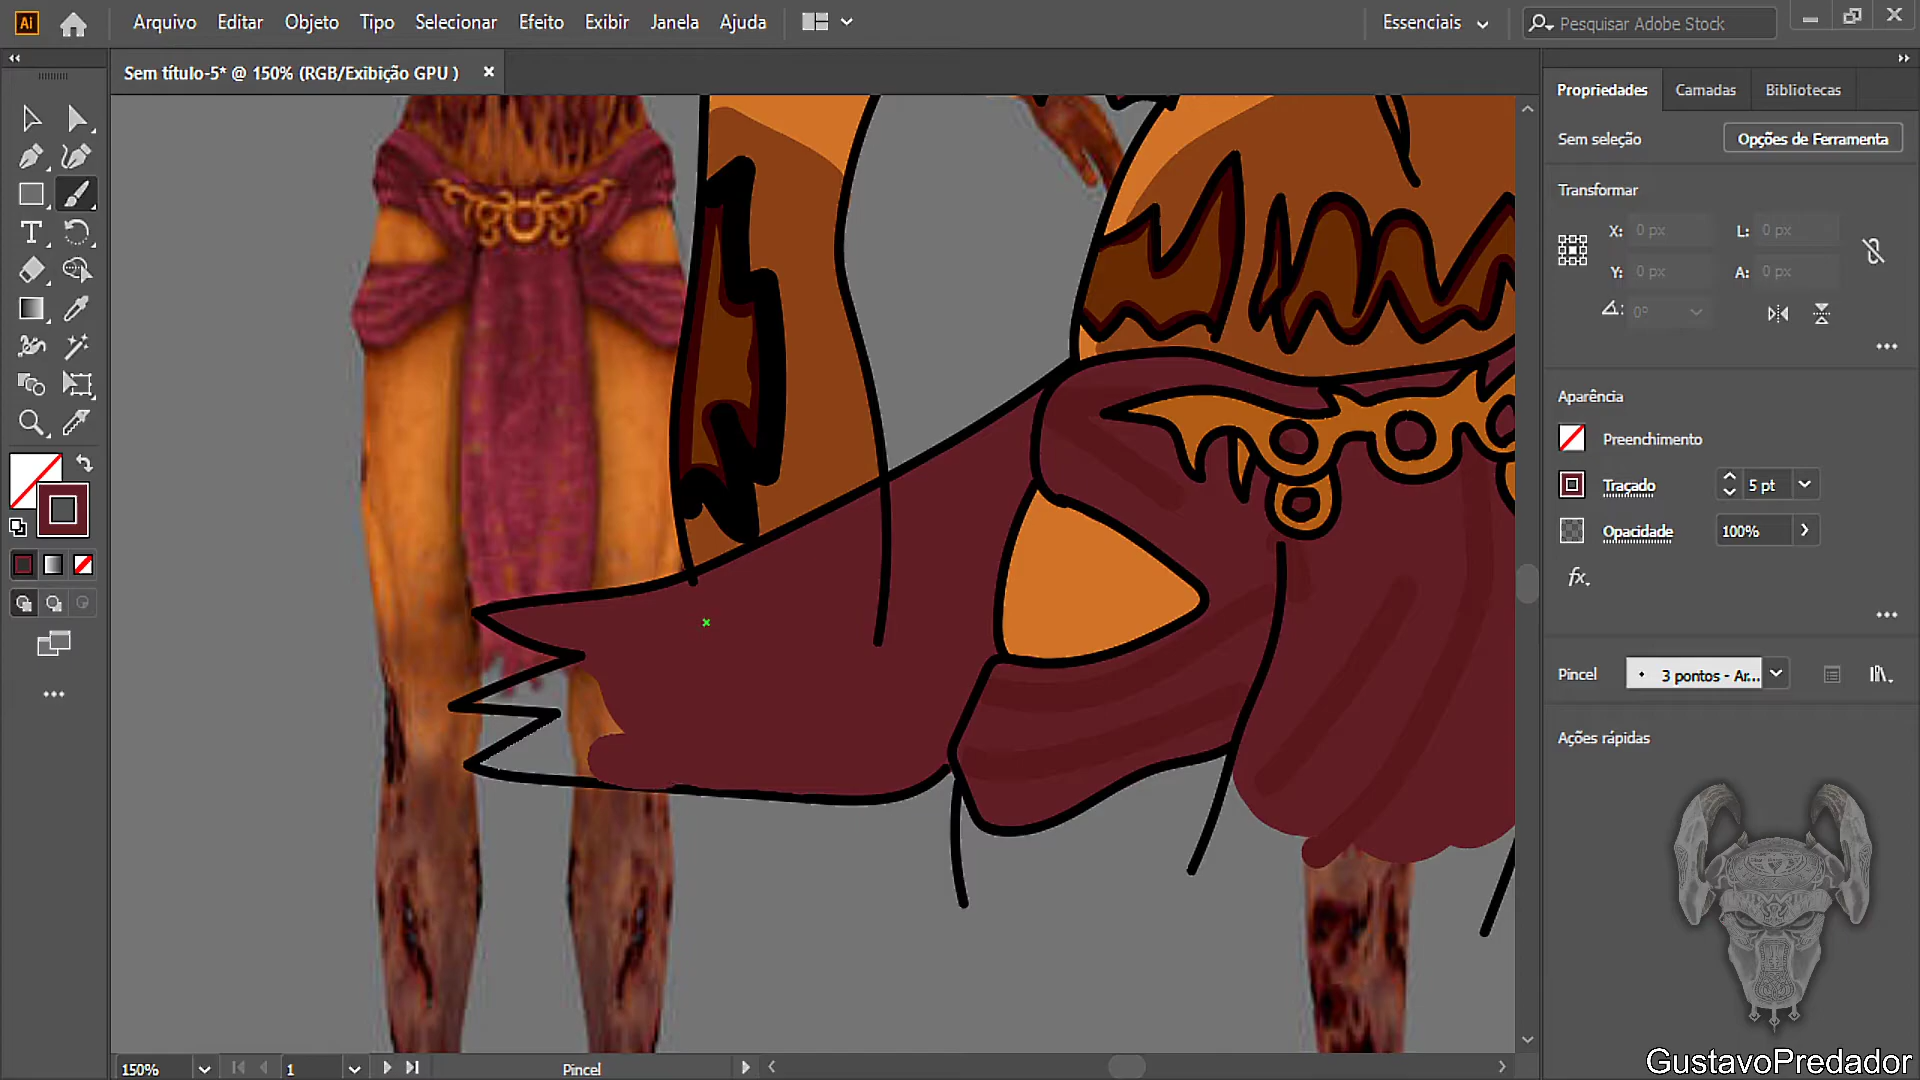 Ai Arquivo Editar Objeto Tipo Selecionar Efeito Exibir Janela Ajuda Essenciais Pesquisar Adobe Stock
Sem título-5* @ 150% (RGB/Exibição GPU )
Propriedades Camadas Bibliotecas
Sem seleção Opções de Ferramenta
Transformar
X: 0 px L: 0 px
Y: 0 px A: 0 px
0°
Aparência
Preenchimento
Traçado 5 pt
Opacidade 100%
fx
Pincel 3 pontos - Ar...
Ações rápidas
150% 1 Pincel
GustavoPredador